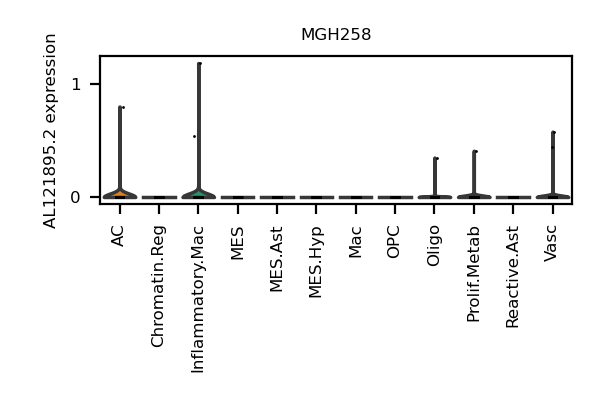 MGH258
AL121895.2 expression
1
0
AC
Chromatin.Reg
Inflammatory.Mac
MES
MES.Ast
MES.Hyp
Mac
OPC
Oligo
Prolif.Metab
Reactive.Ast
Vasc